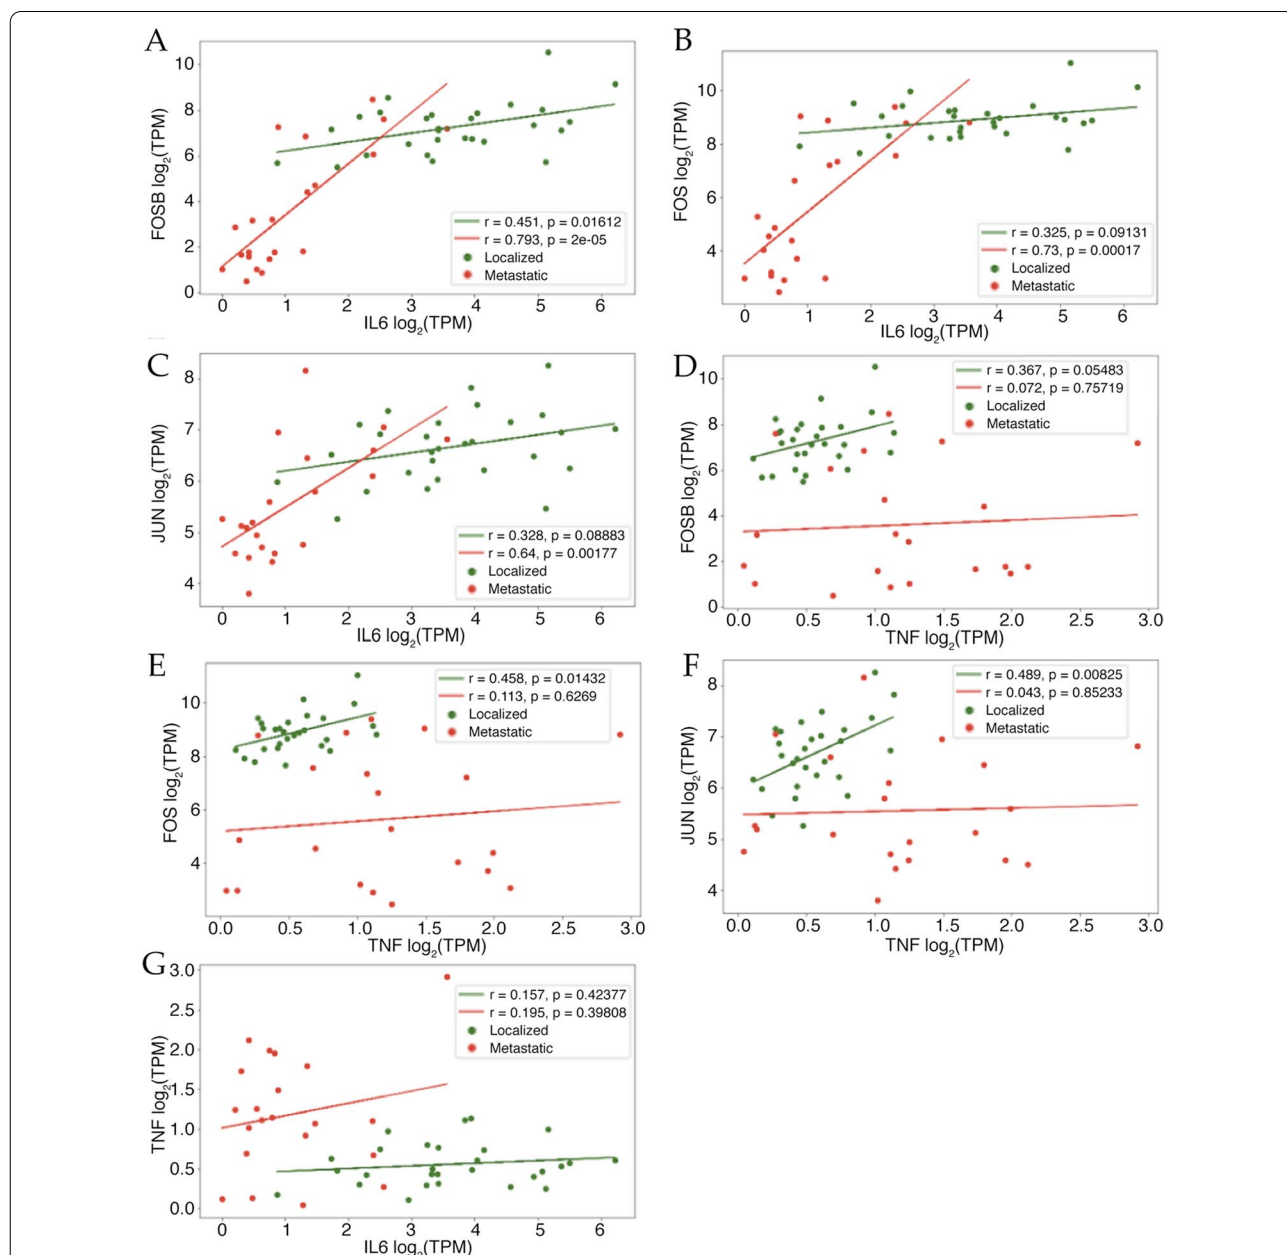 A
FOSB log2(TPM)
10
8
6
4
2
0
r = 0.451, p = 0.01612
r = 0.793, p = 2e-05
Localized
Metastatic
0 1 2 3 4 5 6
IL6 log2(TPM)
B
FOS log2(TPM)
10
8
6
4
r = 0.325, p = 0.09131
r = 0.73, p = 0.00017
Localized
Metastatic
0 1 2 3 4 5 6
IL6 log2(TPM)
C
JUN log2(TPM)
8
7
6
5
4
r = 0.328, p = 0.08883
r = 0.64, p = 0.00177
Localized
Metastatic
0 1 2 3 4 5 6
IL6 log2(TPM)
D
FOSB log2(TPM)
10
8
6
4
2
0
r = 0.367, p = 0.05483
r = 0.072, p = 0.75719
Localized
Metastatic
0.0 0.5 1.0 1.5 2.0 2.5 3.0
TNF log2(TPM)
E
FOS log2(TPM)
10
8
6
4
r = 0.458, p = 0.01432
r = 0.113, p = 0.6269
Localized
Metastatic
0.0 0.5 1.0 1.5 2.0 2.5 3.0
TNF log2(TPM)
F
JUN log2(TPM)
8
7
6
5
4
r = 0.489, p = 0.00825
r = 0.043, p = 0.85233
Localized
Metastatic
0.0 0.5 1.0 1.5 2.0 2.5 3.0
TNF log2(TPM)
G
TNF log2(TPM)
3.0
2.5
2.0
1.5
1.0
0.5
0.0
r = 0.157, p = 0.42377
r = 0.195, p = 0.39808
Localized
Metastatic
0 1 2 3 4 5 6
IL6 log2(TPM)